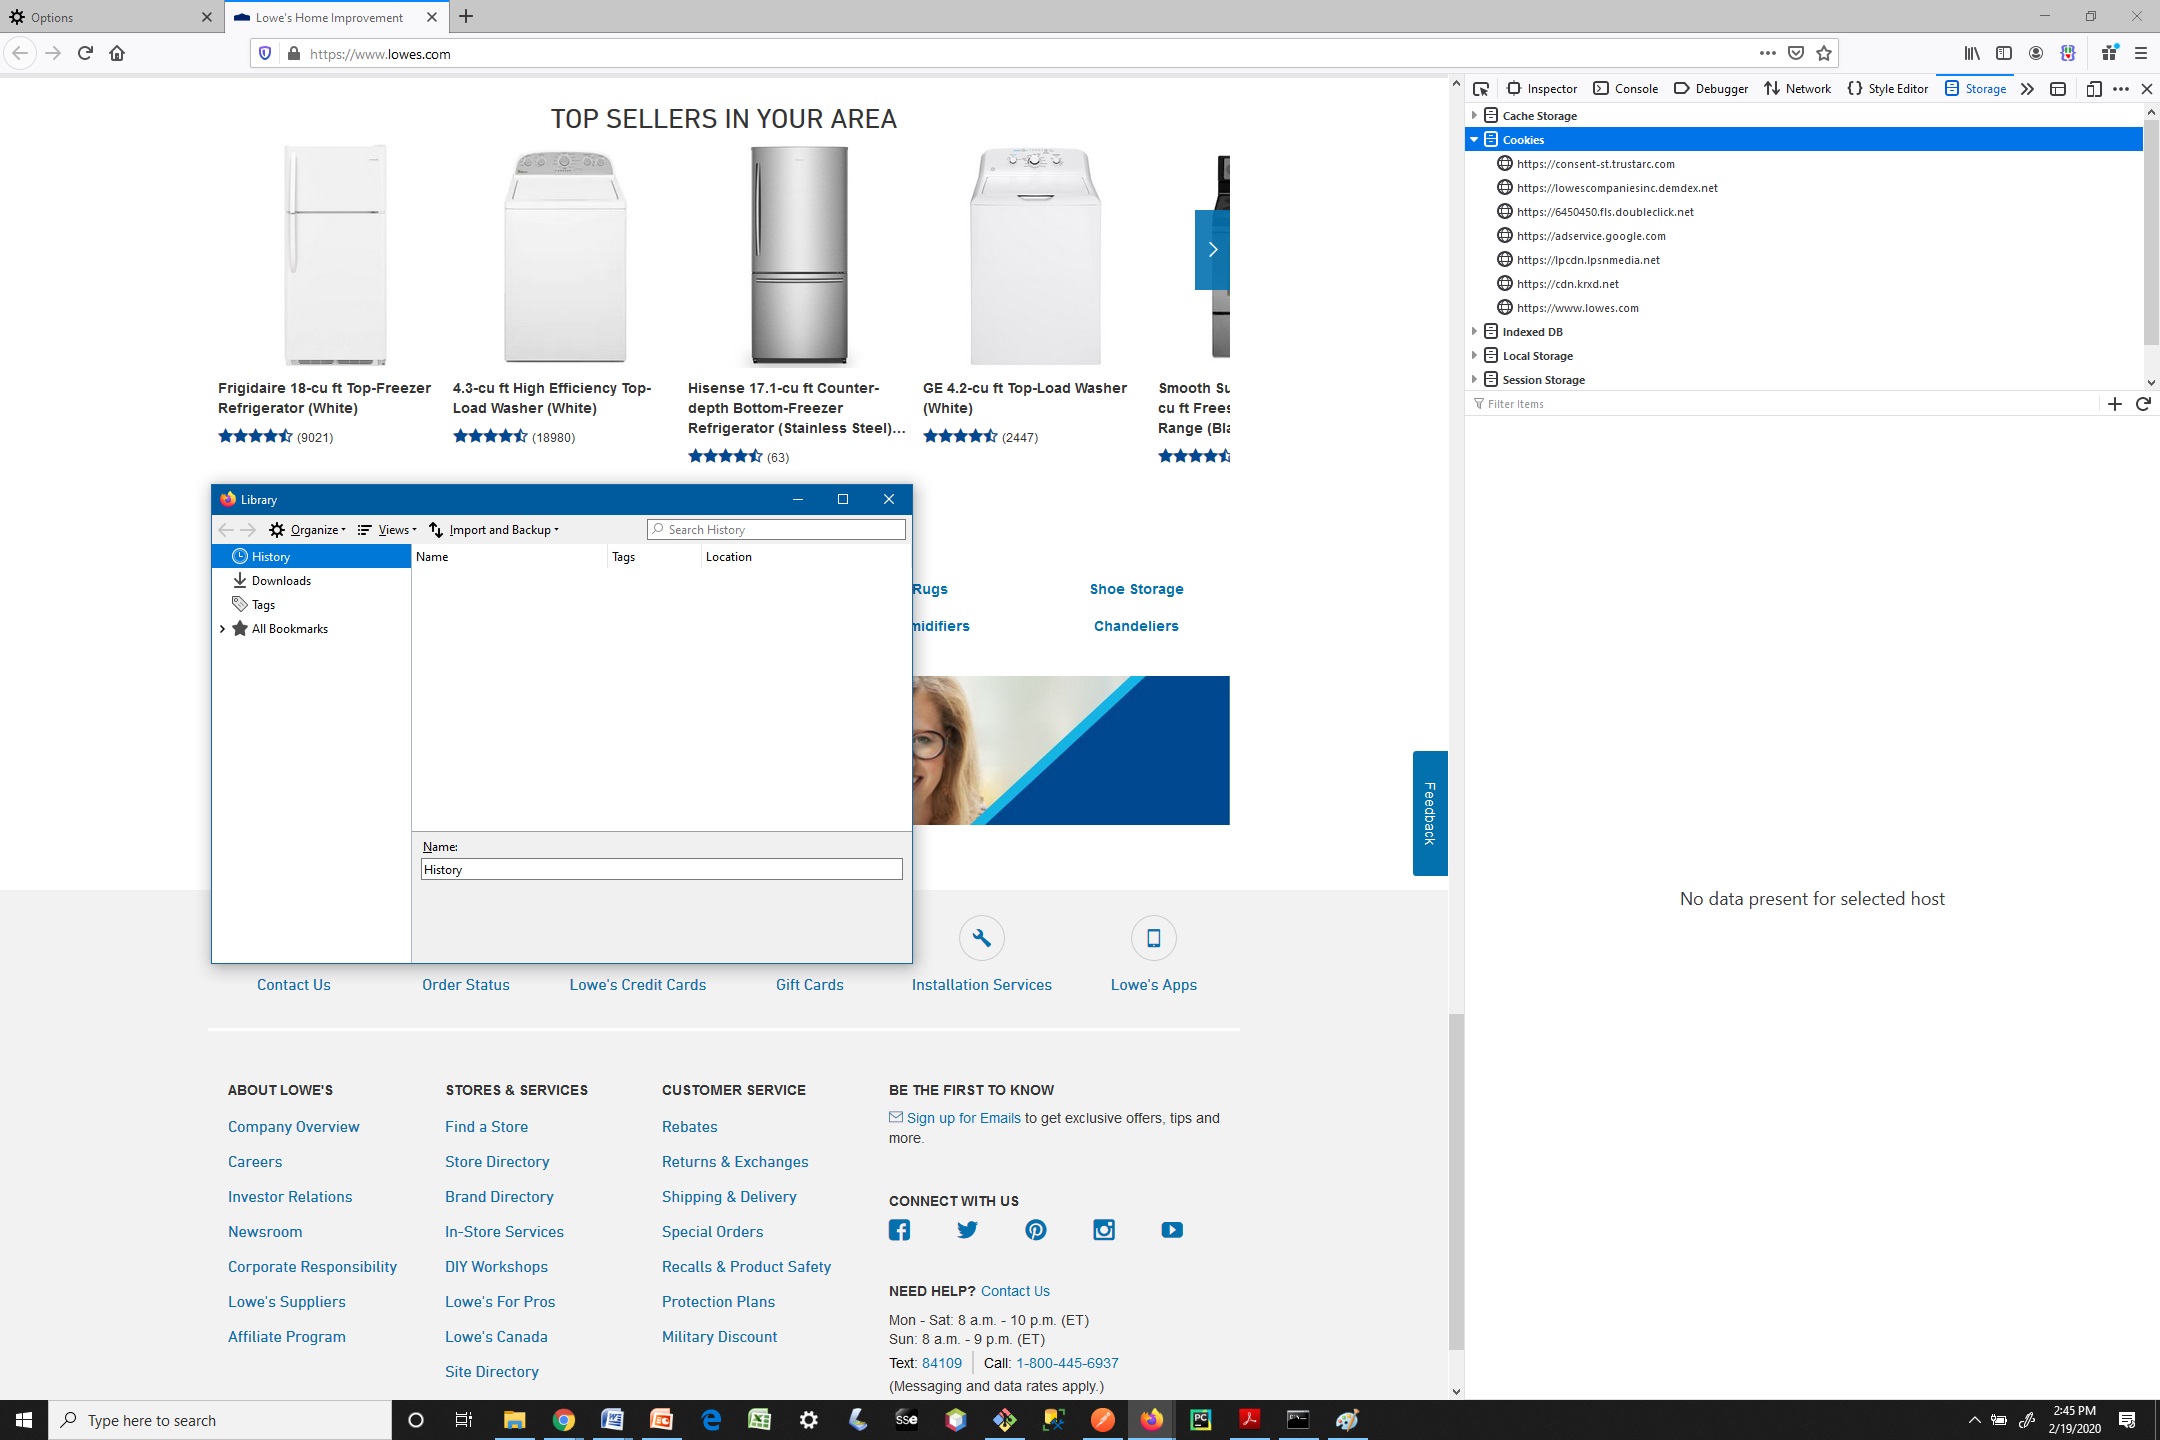 Options
Lowe's Home Improvement
https://www.lowes.com
Inspector
Console
Debugger
Network
Style Editor
Storage
Cache Storage
Cookies
https://consent-st.trustarc.com
https://lowescompaniesinc.demdex.net
https://6450450.fls.doubleclick.net
https://adservice.google.com
https://lpcdn.lpsnmedia.net
https://cdn.krxd.net
https://www.lowes.com
Indexed DB
Local Storage
Session Storage
Filter Items
No data present for selected host
TOP SELLERS IN YOUR AREA
Frigidaire 18-cu ft Top-Freezer
Refrigerator (White)
(9021)
4.3-cu ft High Efficiency Top-
Load Washer (White)
(18980)
Hisense 17.1-cu ft Counter-
depth Bottom-Freezer
Refrigerator (Stainless Steel)...
(63)
GE 4.2-cu ft Top-Load Washer
(White)
(2447)
Smooth Su
cu ft Frees
Range (Bla
Library
Organize
Views
Import and Backup
Search History
History
Downloads
Tags
All Bookmarks
Name
Tags
Location
Name:
History
Rugs
Shoe Storage
midifiers
Chandeliers
Feedback
Contact Us
Order Status
Lowe's Credit Cards
Gift Cards
Installation Services
Lowe's Apps
ABOUT LOWE'S
Company Overview
Careers
Investor Relations
Newsroom
Corporate Responsibility
Lowe's Suppliers
Affiliate Program
STORES & SERVICES
Find a Store
Store Directory
Brand Directory
In-Store Services
DIY Workshops
Lowe's For Pros
Lowe's Canada
Site Directory
CUSTOMER SERVICE
Rebates
Returns & Exchanges
Shipping & Delivery
Special Orders
Recalls & Product Safety
Protection Plans
Military Discount
BE THE FIRST TO KNOW
Sign up for Emails to get exclusive offers, tips and
more.
CONNECT WITH US
NEED HELP? Contact Us
Mon - Sat: 8 a.m. - 10 p.m. (ET)
Sun: 8 a.m. - 9 p.m. (ET)
Text: 84109 | Call: 1-800-445-6937
(Messaging and data rates apply.)
Type here to search
SSe
PC
2:45 PM
2/19/2020